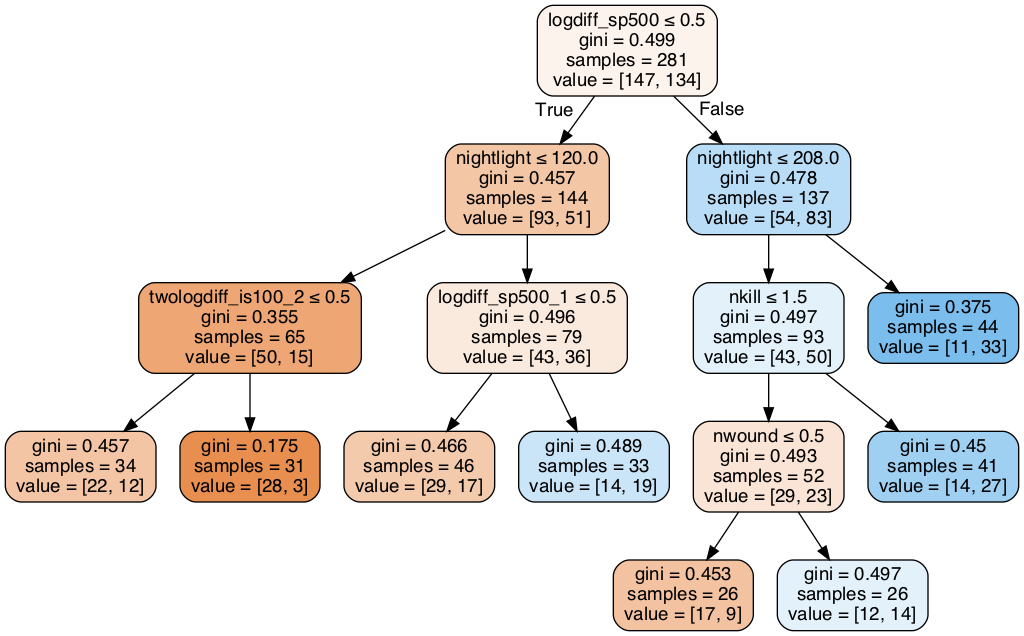 logdiff_sp500 ≤ 0.5
gini = 0.499
samples = 281
value = [147, 134]
True
False
nightlight ≤ 120.0
gini = 0.457
samples = 144
value = [93, 51]
nightlight ≤ 208.0
gini = 0.478
samples = 137
value = [54, 83]
twologdiff_is100_2 ≤ 0.5
gini = 0.355
samples = 65
value = [50, 15]
logdiff_sp500_1 ≤ 0.5
gini = 0.496
samples = 79
value = [43, 36]
nkill ≤ 1.5
gini = 0.497
samples = 93
value = [43, 50]
gini = 0.375
samples = 44
value = [11, 33]
gini = 0.457
samples = 34
value = [22, 12]
gini = 0.175
samples = 31
value = [28, 3]
gini = 0.466
samples = 46
value = [29, 17]
gini = 0.489
samples = 33
value = [14, 19]
nwound ≤ 0.5
gini = 0.493
samples = 52
value = [29, 23]
gini = 0.45
samples = 41
value = [14, 27]
gini = 0.453
samples = 26
value = [17, 9]
gini = 0.497
samples = 26
value = [12, 14]